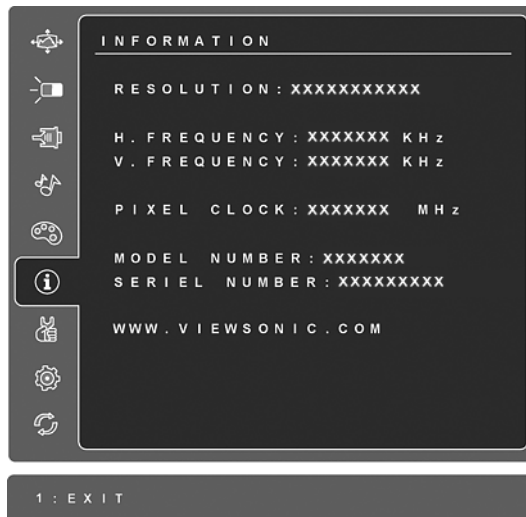 INFORMATION
RESOLUTION: XXXXXXXXXXX
H. FREQUENCY: XXXXXXX KHz
V. FREQUENCY: XXXXXXX KHz
PIXEL CLOCK: XXXXXXX MHz
MODEL NUMBER: XXXXXXX
SERIEL NUMBER: XXXXXXXXX
WWW.VIEWSONIC.COM
1: EXIT